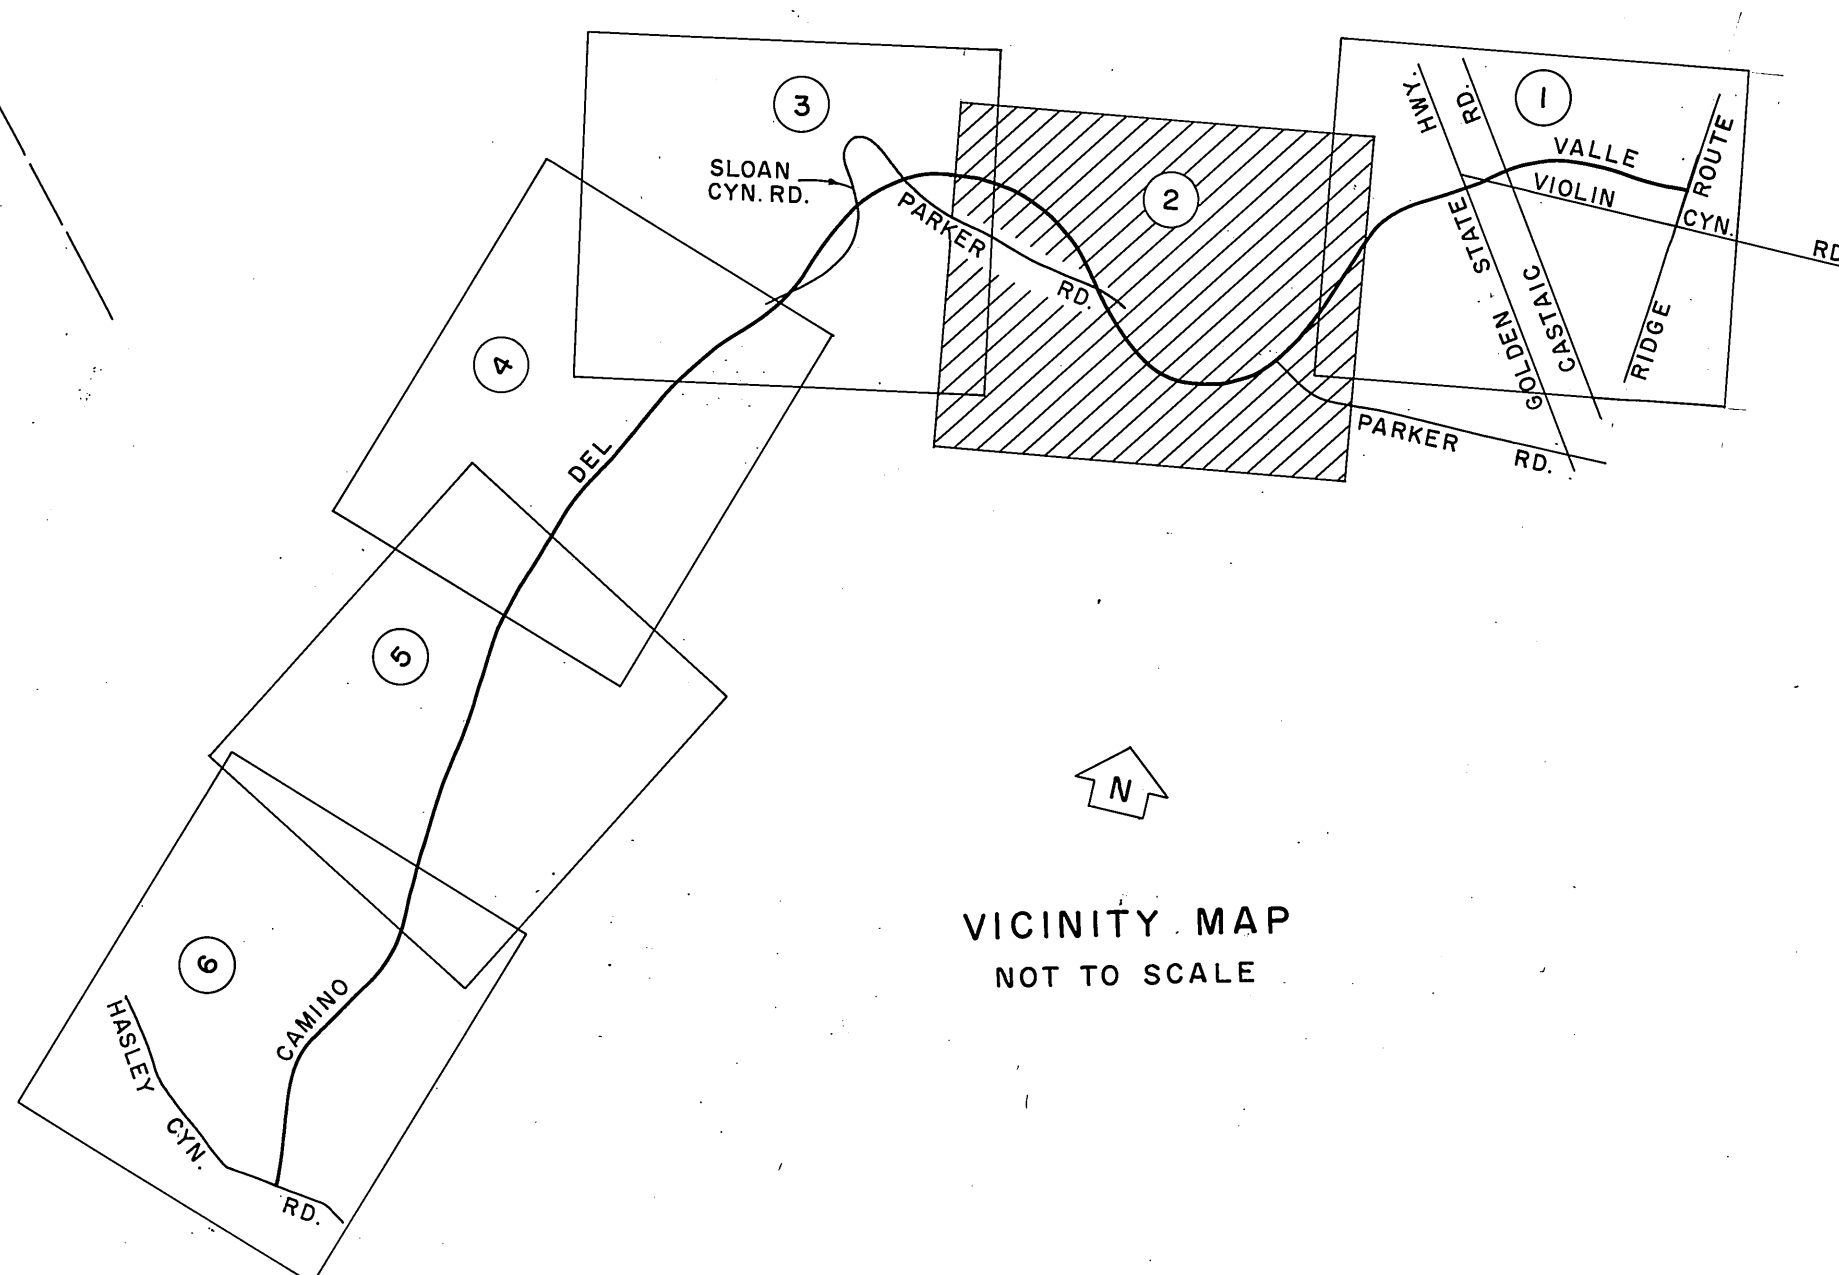 3
SLOAN
CYN. RD.
PARKER
RD.
2
1
HWY.
RD.
VALLE
ROUTE
VIOLIN
CYN.
RD
GOLDEN STATE
CASTAIC
RIDGE
PARKER
RD.
4
DEL
5
N
VICINITY MAP
NOT TO SCALE
6
CAMINO
HASLEY
CYN.
RD.